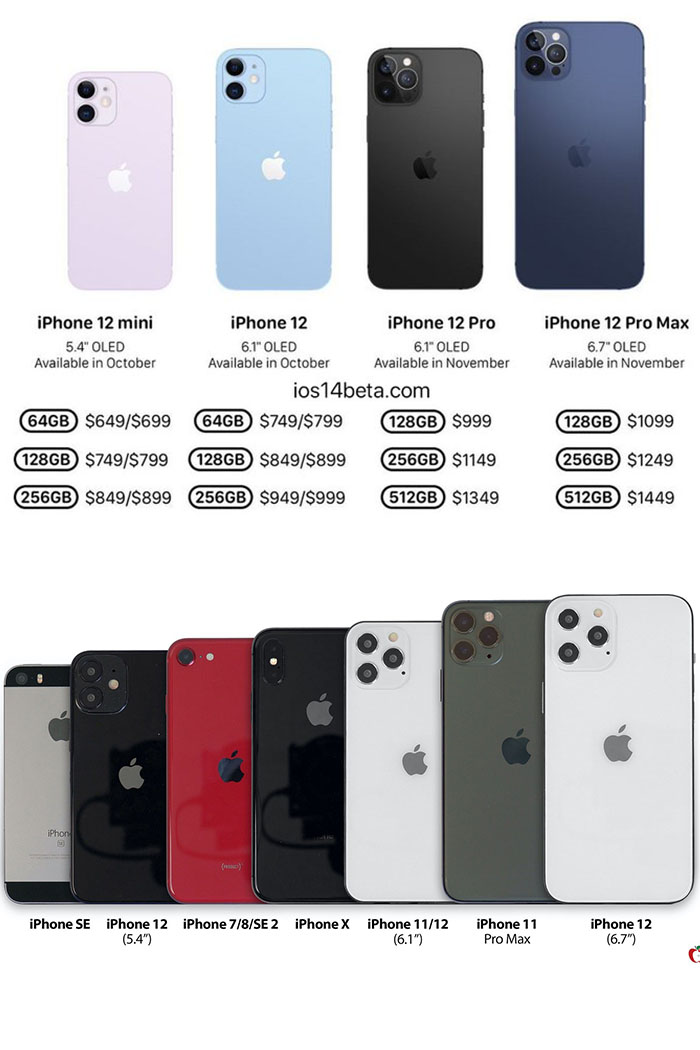 iPhone 12 mini
5.4" OLED
Available in October
iPhone 12
6.1" OLED
Available in October
iPhone 12 Pro
6.1" OLED
Available in November
iPhone 12 Pro Max
6.7" OLED
Available in November
ios14beta.com
64GB $649/$699
128GB $749/$799
256GB $849/$899
64GB $749/$799
128GB $849/$899
256GB $949/$999
128GB $999
256GB $1149
512GB $1349
128GB $1099
256GB $1249
512GB $1449
iPhon
SE
(PRODUCT)
iPhone SE
iPhone 12
(5.4”)
iPhone 7/8/SE 2
iPhone X
iPhone 11/12
(6.1”)
iPhone 11
Pro Max
iPhone 12
(6.7”)